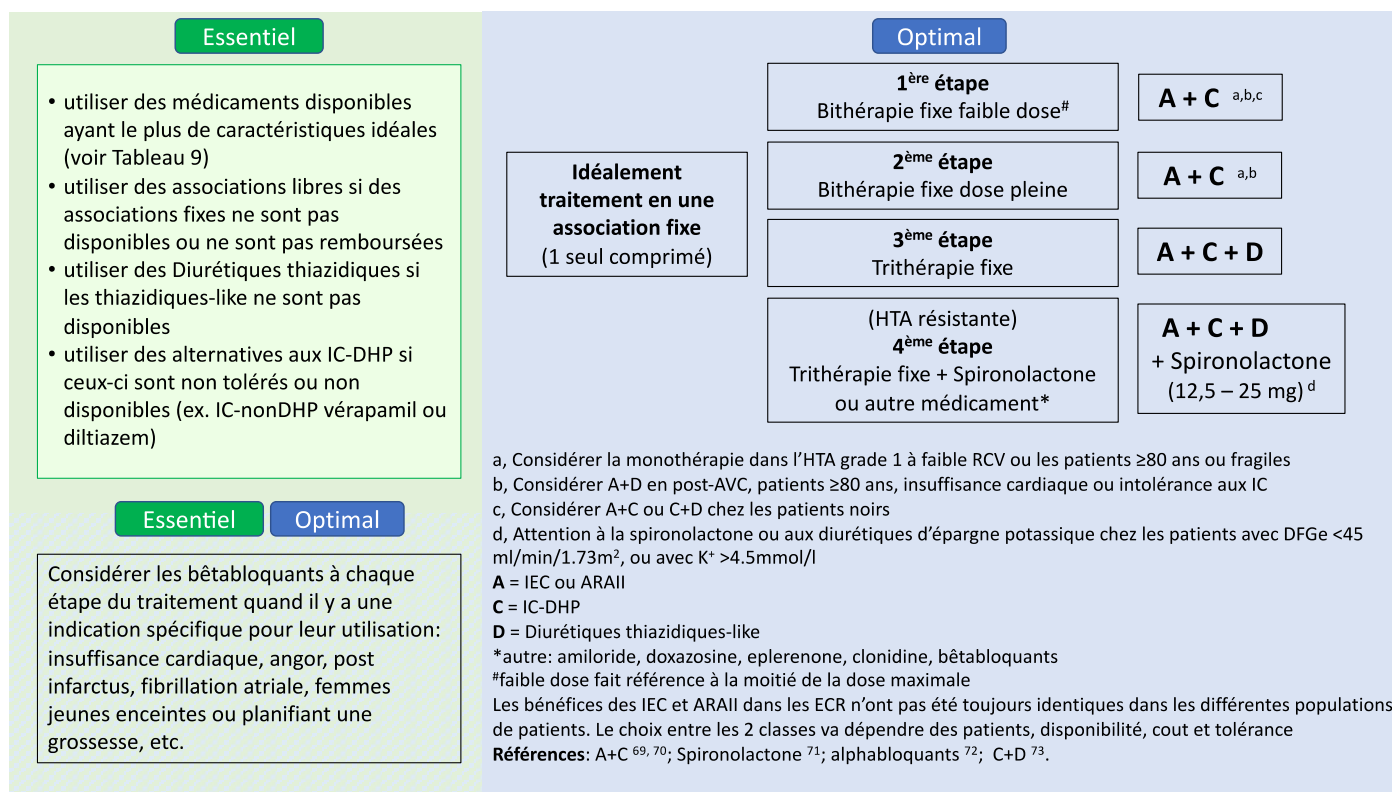 Essentiel
• utiliser des médicaments disponibles
ayant le plus de caractéristiques idéales
(voir Tableau 9)
• utiliser des associations libres si des
associations fixes ne sont pas
disponibles ou ne sont pas remboursées
• utiliser des Diurétiques thiazidiques si
les thiazidiques-like ne sont pas
disponibles
• utiliser des alternatives aux IC-DHP si
ceux-ci sont non tolérés ou non
disponibles (ex. IC-nonDHP vérapamil ou
diltiazem)
Essentiel Optimal
Considérer les bêtabloquants à chaque
étape du traitement quand il y a une
indication spécifique pour leur utilisation:
insuffisance cardiaque, angor, post
infarctus, fibrillation atriale, femmes
jeunes enceintes ou planifiant une
grossesse, etc.
Optimal
Idéalement
traitement en une
association fixe
(1 seul comprimé)
1ère étape
Bithérapie fixe faible dose#
A + C a,b,c
2ème étape
Bithérapie fixe dose pleine
A + C a,b
3ème étape
Trithérapie fixe
A + C + D
(HTA résistante)
4ème étape
Trithérapie fixe + Spironolactone
ou autre médicament*
A + C + D
+ Spironolactone
(12,5 – 25 mg) d
a, Considérer la monothérapie dans l’HTA grade 1 à faible RCV ou les patients ≥80 ans ou fragiles
b, Considérer A+D en post-AVC, patients ≥80 ans, insuffisance cardiaque ou intolérance aux IC
c, Considérer A+C ou C+D chez les patients noirs
d, Attention à la spironolactone ou aux diurétiques d’épargne potassique chez les patients avec DFGe <45
ml/min/1.73m², ou avec K⁺ >4.5mmol/l
A = IEC ou ARAII
C = IC-DHP
D = Diurétiques thiazidiques-like
*autre: amiloride, doxazosine, eplerenone, clonidine, bêtabloquants
#faible dose fait référence à la moitié de la dose maximale
Les bénéfices des IEC et ARAII dans les ECR n’ont pas été toujours identiques dans les différentes populations
de patients. Le choix entre les 2 classes va dépendre des patients, disponibilité, cout et tolérance
Références: A+C 69, 70; Spironolactone 71; alphabloquants 72; C+D 73.